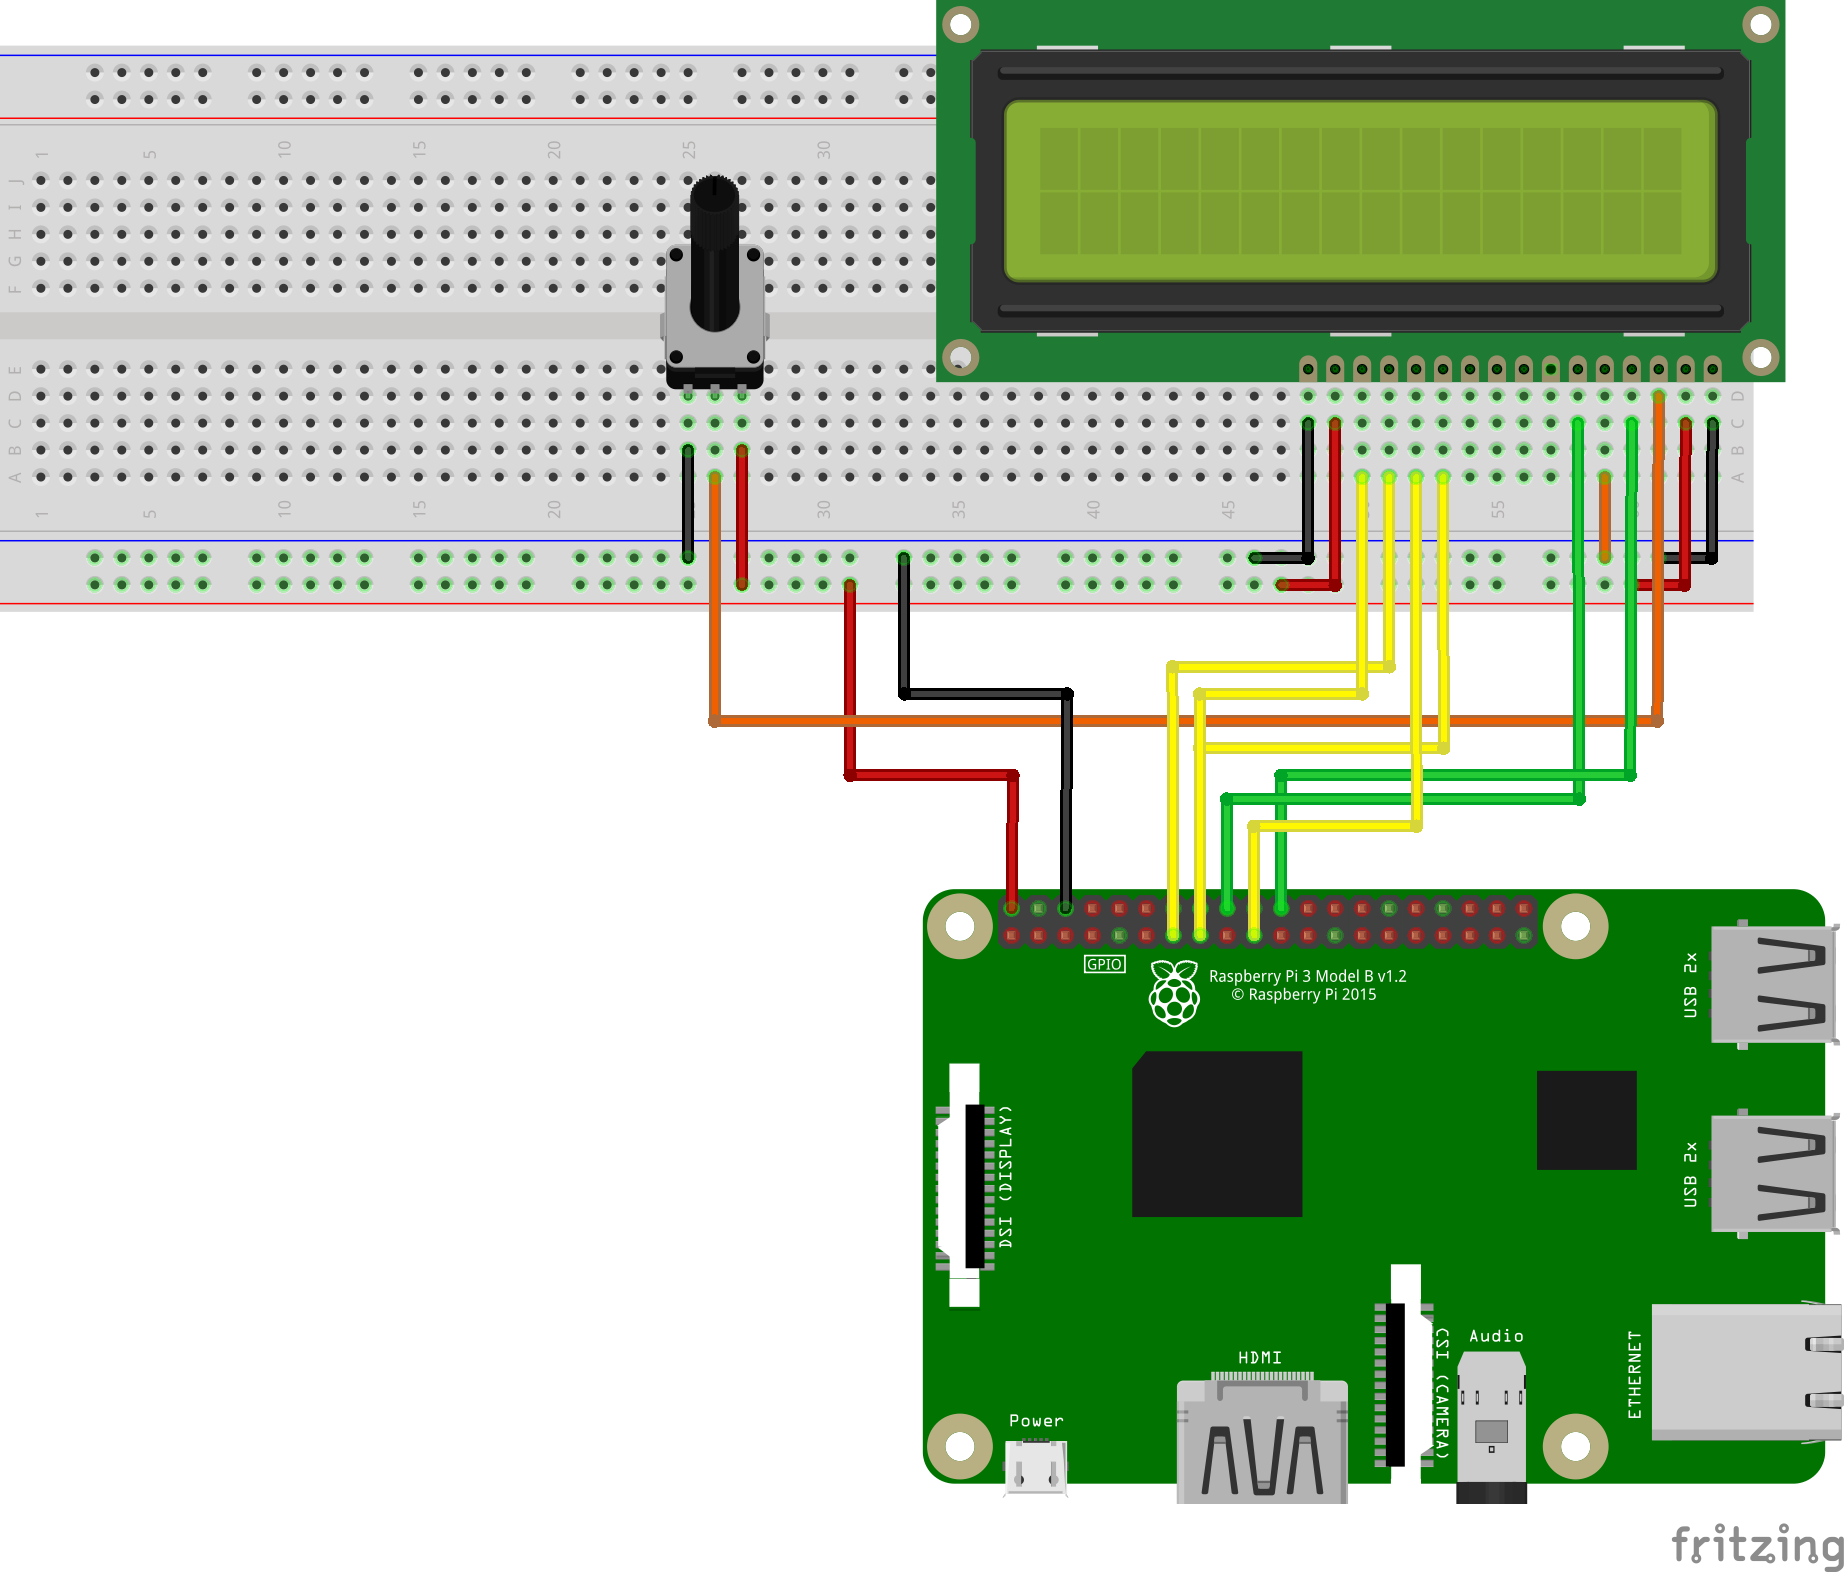 1 5 10 15 20 25 30
J
I
H
G
F
E
D D
C C
B B
A A
1 5 10 15 20 25 30 35 40 45 55
GPIO
Raspberry Pi 3 Model B v1.2
© Raspberry Pi 2015
USB 2x
DSI (DISPLAY)
USB 2x
CSI (CAMERA)
Audio
ETHERNET
HDMI
Power
fritzing